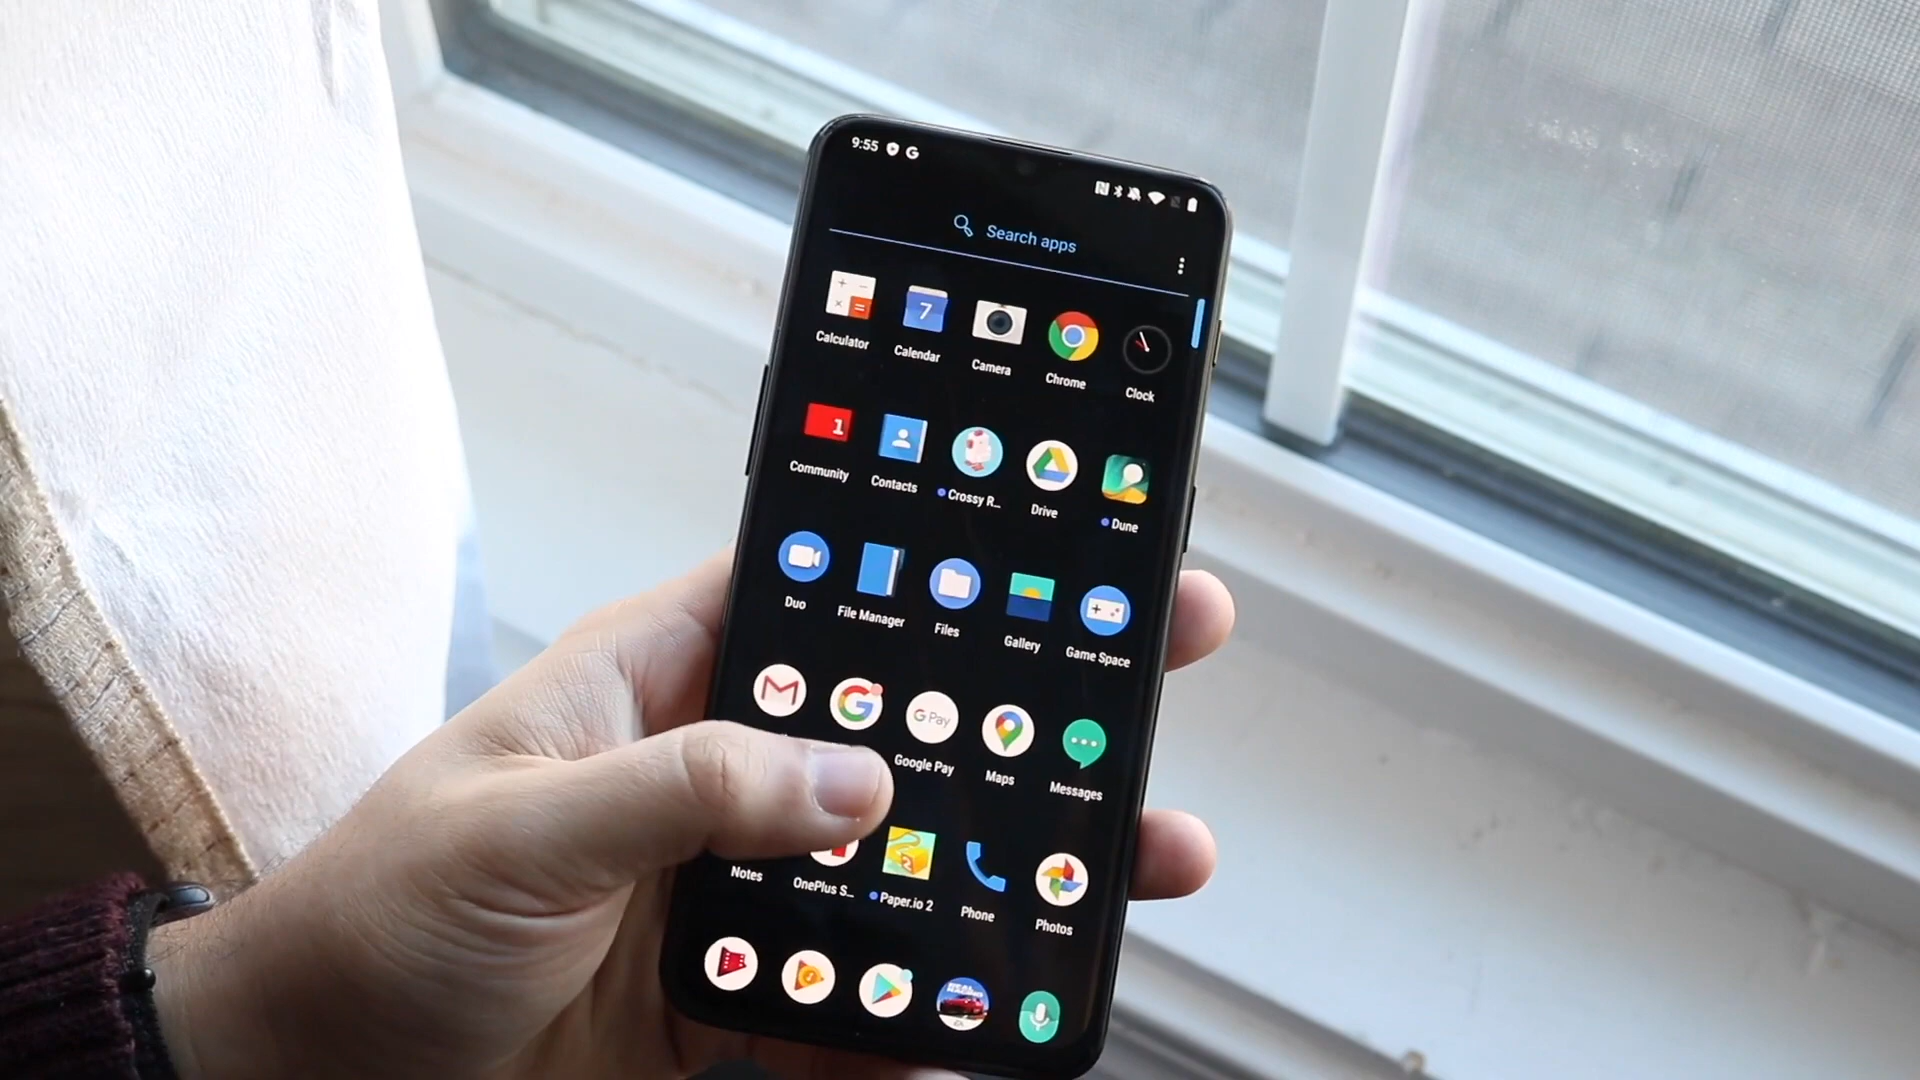 9:55
Search apps
7
Calculator Calendar Camera Chrome Clock
1
Community Contacts Crossy R... Drive Dune
Duo File Manager Files Gallery Game Space
G Pay
Google Pay Maps Messages
2
Notes OnePlus S... Paper.io 2 Phone Photos